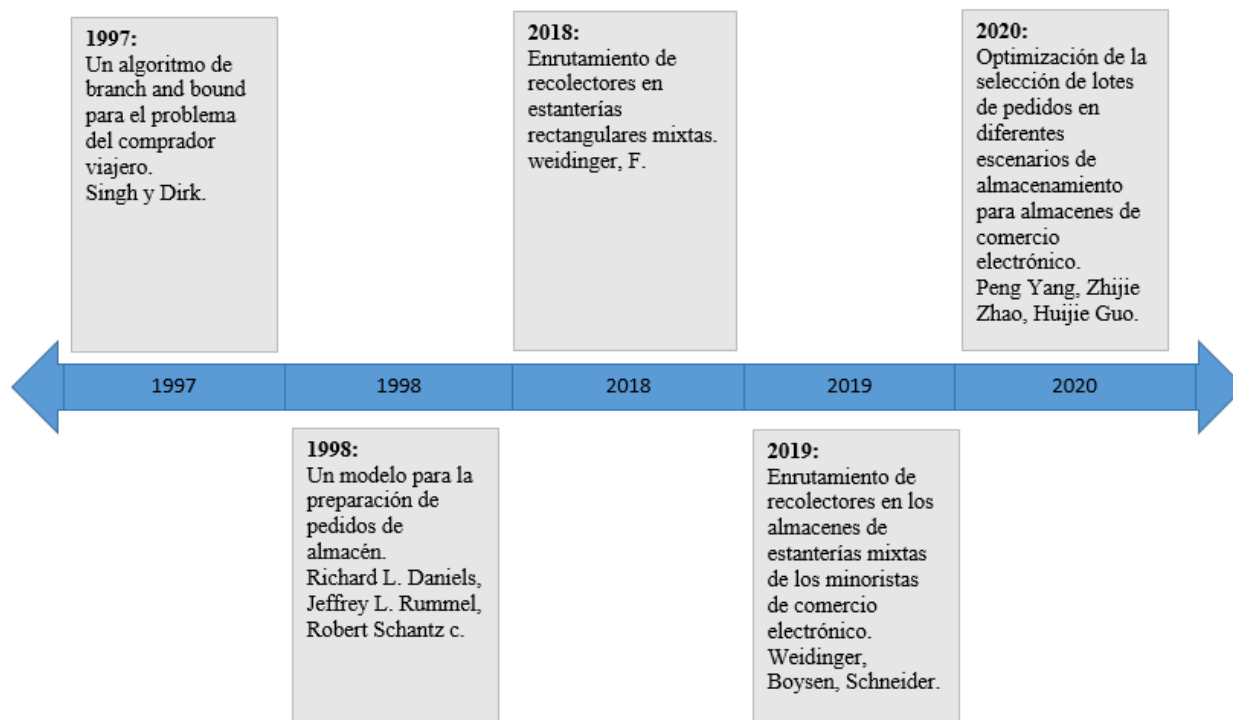 1997:
Un algoritmo de
branch and bound
para el problema
del comprador
viajero.
Singh y Dirk.
2018:
Enrutamiento de
recolectores en
estanterías
rectangulares mixtas.
weidinger, F.
2020:
Optimización de la
selección de lotes
de pedidos en
diferentes
escenarios de
almacenamiento
para almacenes de
comercio
electrónico.
Peng Yang, Zhijie
Zhao, Huijie Guo.
1997
1998
2018
2019
2020
1998:
Un modelo para la
preparación de
pedidos de
almacén.
Richard L. Daniels,
Jeffrey L. Rummel,
Robert Schantz c.
2019:
Enrutamiento de
recolectores en los
almacenes de
estanterías mixtas
de los minoristas
de comercio
electrónico.
Weidinger,
Boysen, Schneider.